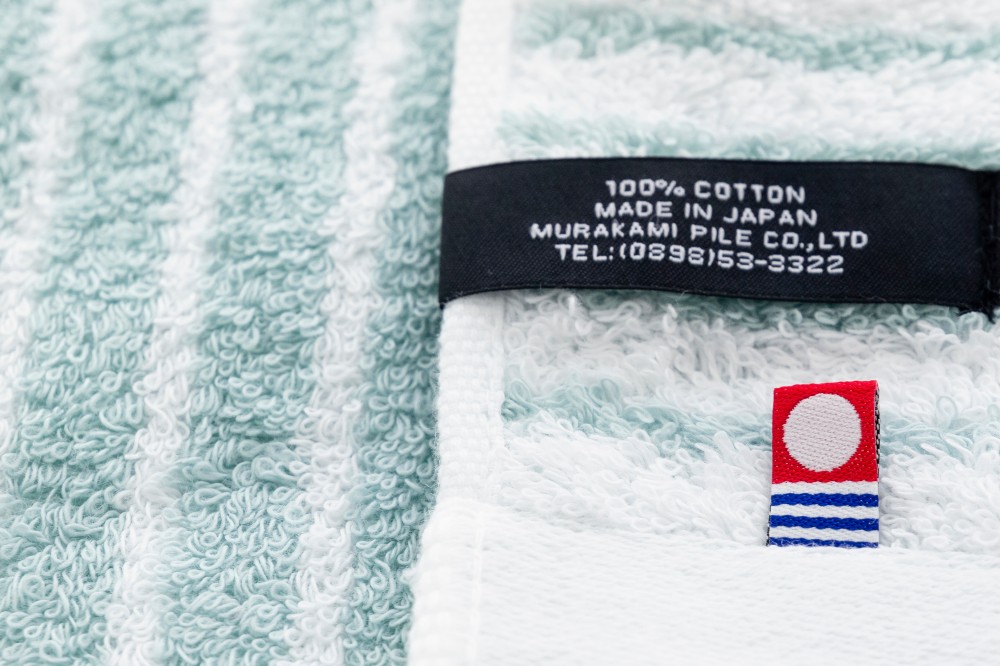 100% COTTON
MADE IN JAPAN
MURAKAMI PILE CO.,LTD
TEL:(0898)53-3322